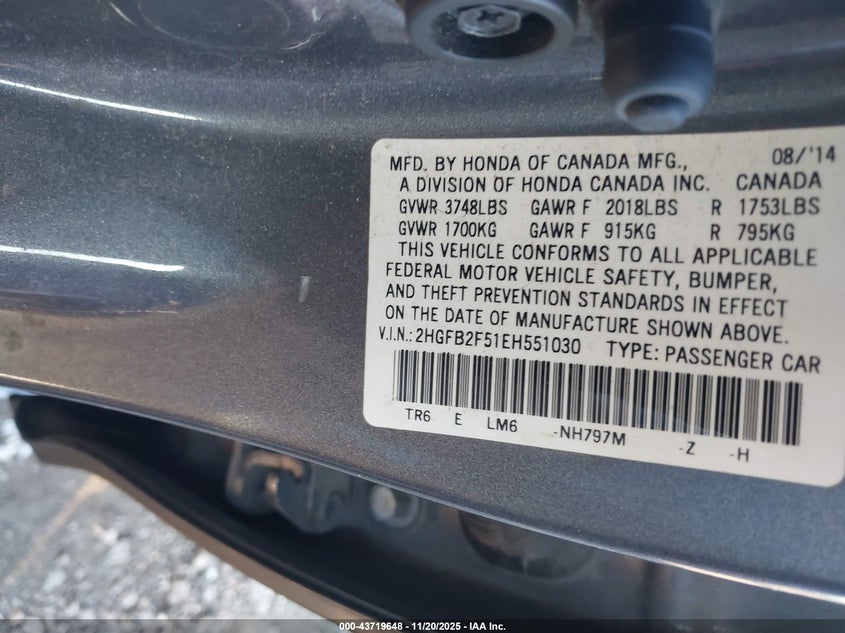 MFD. BY HONDA OF CANADA MFG., 08/'14
A DIVISION OF HONDA CANADA INC. CANADA
GVWR 3748LBS GAWR F 2018LBS R 1753LBS
GVWR 1700KG GAWR F 915KG R 795KG
THIS VEHICLE CONFORMS TO ALL APPLICABLE
FEDERAL MOTOR VEHICLE SAFETY, BUMPER,
AND THEFT PREVENTION STANDARDS IN EFFECT
ON THE DATE OF MANUFACTURE SHOWN ABOVE.
V.I.N.: 2HGFB2F51EH551030 TYPE: PASSENGER CAR
TR6 E LM6 -NH797M -Z -H
000-43719648 - 11/20/2025 - IAA Inc.